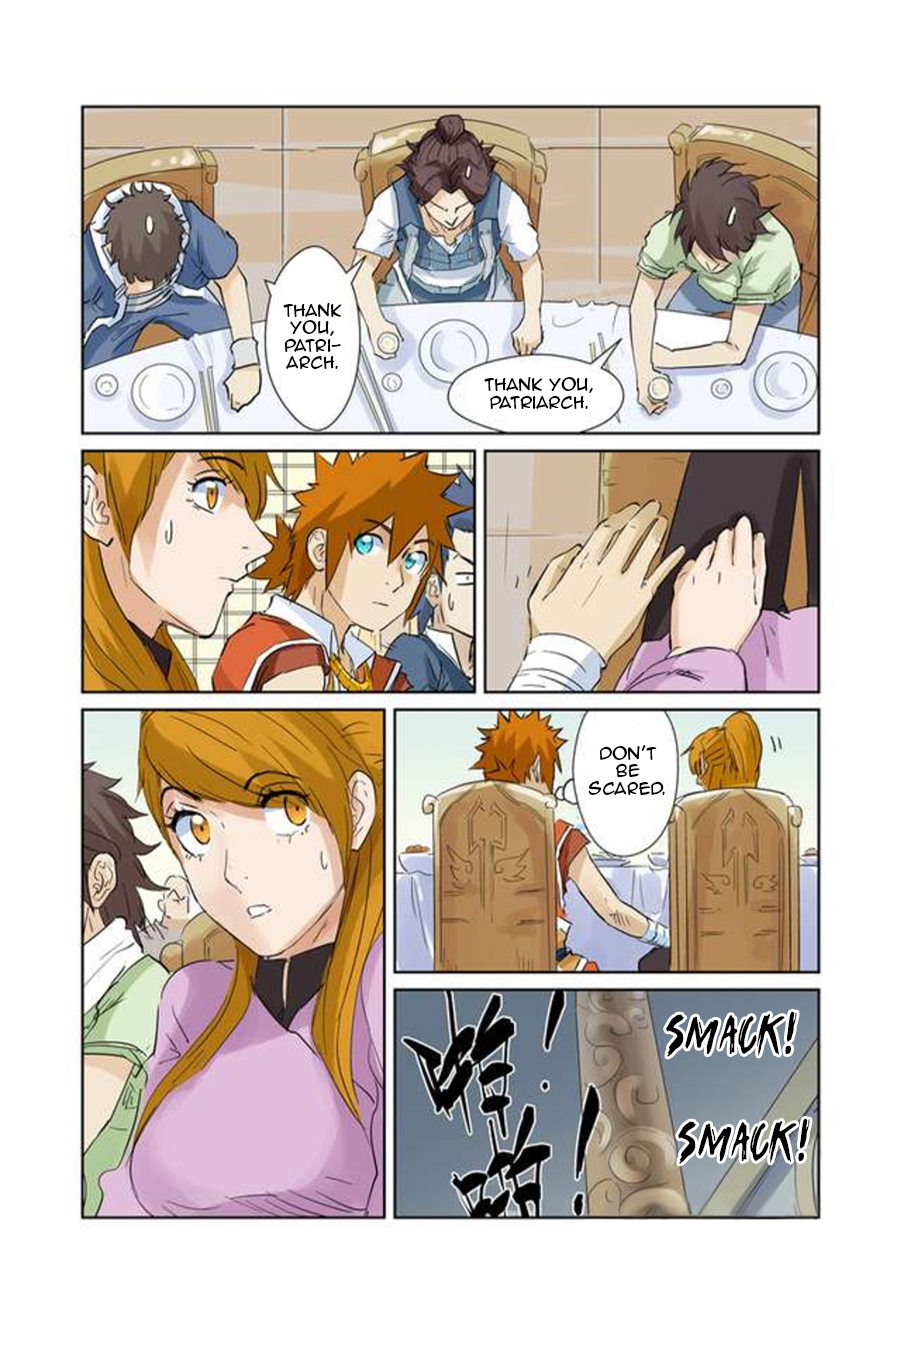 THANK
YOU,
PATRI-
ARCH.
THANK YOU,
PATRIARCH.
DON'T
BE
SCARED.
啪!
啪!
SMACK!
SMACK!